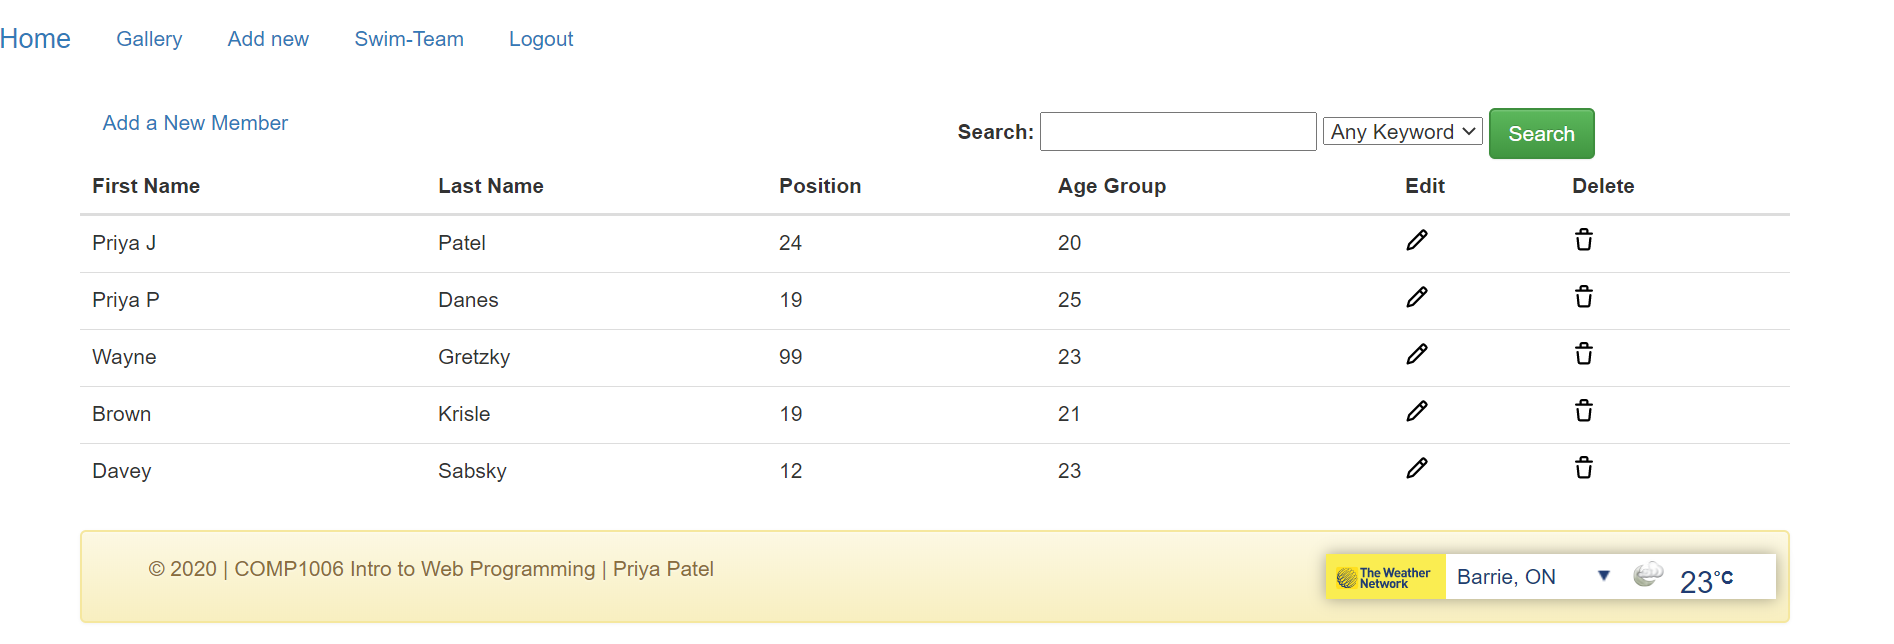 Home Gallery Add new Swim-Team Logout
Add a New Member Search: Any Keyword Search
First Name Last Name Position Age Group Edit Delete
Priya J Patel 24 20
Priya P Danes 19 25
Wayne Gretzky 99 23
Brown Krisle 19 21
Davey Sabsky 12 23
© 2020 | COMP1006 Intro to Web Programming | Priya Patel
The Weather Network Barrie, ON 23°C